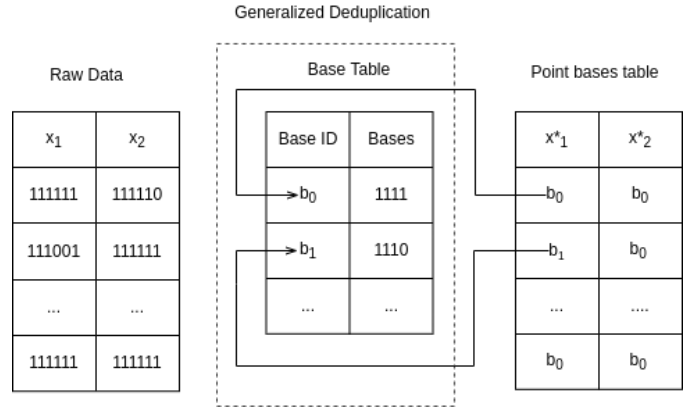 Generalized Deduplication
Raw Data
x1 x2
111111 111110
111001 111111
... ...
111111 111111
Base Table
Base ID Bases
b0 1111
b1 1110
... ...
Point bases table
x*1 x*2
b0 b0
b1 b0
... ....
b0 b0